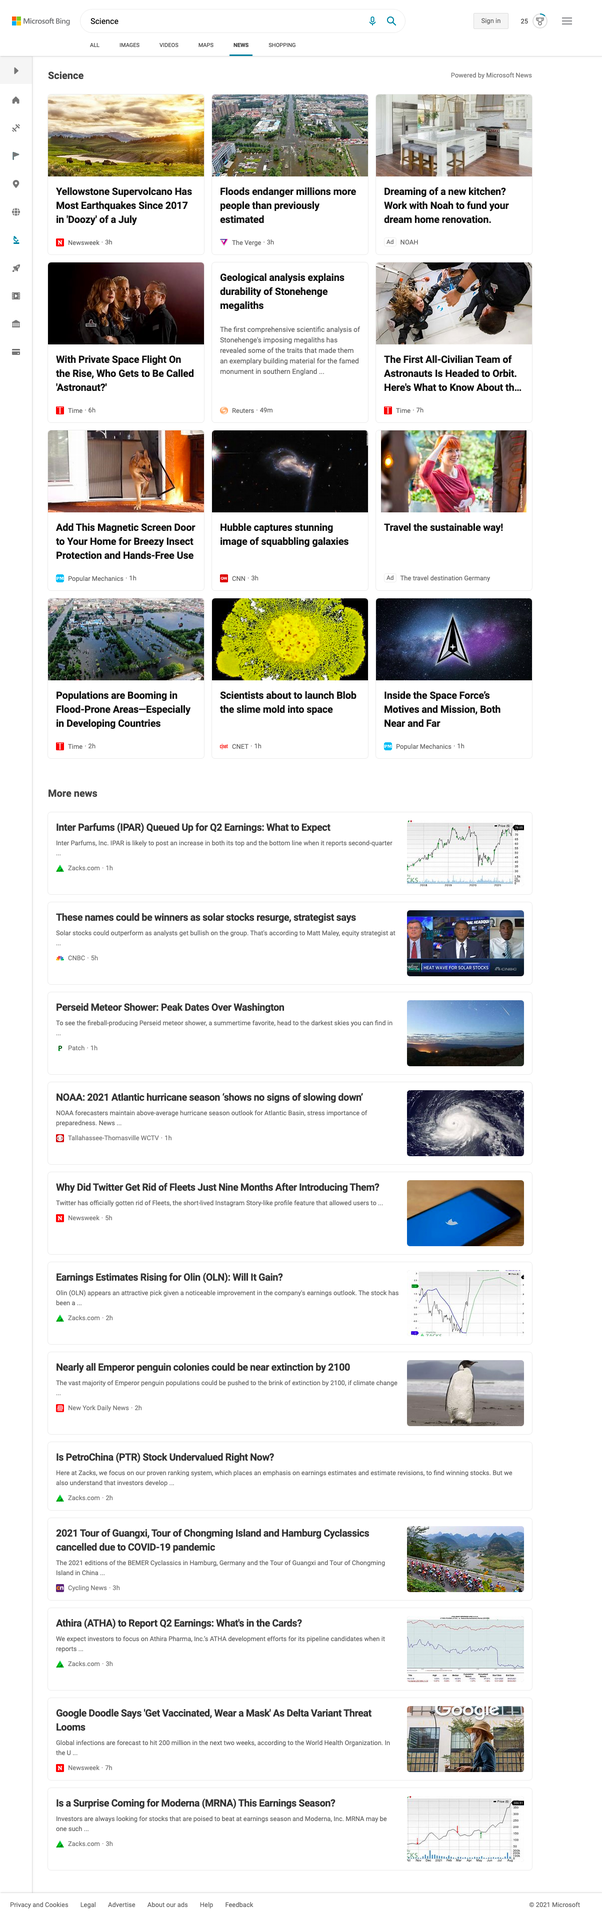 Microsoft Bing
Science
Sign in
25
ALL
IMAGES
VIDEOS
MAPS
NEWS
SHOPPING
Science
Powered by Microsoft News
Yellowstone Supervolcano Has
Most Earthquakes Since 2017
in 'Doozy' of a July
Newsweek · 3h
Floods endanger millions more
people than previously
estimated
The Verge · 3h
Dreaming of a new kitchen?
Work with Noah to fund your
dream home renovation.
Ad NOAH
With Private Space Flight On
the Rise, Who Gets to Be Called
'Astronaut?'
Time · 6h
Geological analysis explains
durability of Stonehenge
megaliths
The first comprehensive scientific analysis of
Stonehenge's imposing megaliths has
revealed some of the traits that made them
an exemplary building material for the famed
monument in southern England ...
Reuters · 49m
The First All-Civilian Team of
Astronauts Is Headed to Orbit.
Here's What to Know About th...
Time · 7h
Add This Magnetic Screen Door
to Your Home for Breezy Insect
Protection and Hands-Free Use
Popular Mechanics · 1h
Hubble captures stunning
image of squabbling galaxies
CNN · 3h
Travel the sustainable way!
Ad The travel destination Germany
Populations are Booming in
Flood-Prone Areas—Especially
in Developing Countries
Time · 2h
Scientists about to launch Blob
the slime mold into space
CNET · 1h
Inside the Space Force's
Motives and Mission, Both
Near and Far
Popular Mechanics · 1h
More news
Inter Parfums (IPAR) Queued Up for Q2 Earnings: What to Expect
Inter Parfums, Inc. IPAR is likely to post an increase in both its top and the bottom line when it reports second-quarter
...
Zacks.com · 1h
These names could be winners as solar stocks resurge, strategist says
Solar stocks could outperform as analysts get bullish on the group. That's according to Matt Maley, equity strategist at
...
CNBC · 5h
HEAT WAVE FOR SOLAR STOCKS
Perseid Meteor Shower: Peak Dates Over Washington
To see the fireball-producing Perseid meteor shower, a summertime favorite, head to the darkest skies you can find in
...
Patch · 1h
NOAA: 2021 Atlantic hurricane season 'shows no signs of slowing down'
NOAA forecasters maintain above-average hurricane season outlook for Atlantic Basin, stress importance of
preparedness. News ...
Tallahassee-Thomasville WCTV · 1h
Why Did Twitter Get Rid of Fleets Just Nine Months After Introducing Them?
Twitter has officially gotten rid of Fleets, the short-lived Instagram Story-like profile feature that allowed users to ...
Newsweek · 5h
Earnings Estimates Rising for Olin (OLN): Will It Gain?
Olin (OLN) appears an attractive pick given a noticeable improvement in the company's earnings outlook. The stock has
been a ...
Zacks.com · 2h
Nearly all Emperor penguin colonies could be near extinction by 2100
The vast majority of Emperor penguin populations could be pushed to the brink of extinction by 2100, if climate change
...
New York Daily News · 2h
Is PetroChina (PTR) Stock Undervalued Right Now?
Here at Zacks, we focus on our proven ranking system, which places an emphasis on earnings estimates and estimate revisions, to find winning stocks. But we
also understand that investors develop ...
Zacks.com · 2h
2021 Tour of Guangxi, Tour of Chongming Island and Hamburg Cyclassics
cancelled due to COVID-19 pandemic
The 2021 editions of the BEMER Cyclassics in Hamburg, Germany and the Tour of Guangxi and Tour of Chongming
Island in China ...
Cycling News · 3h
Athira (ATHA) to Report Q2 Earnings: What's in the Cards?
We expect investors to focus on Athira Pharma, Inc.'s ATHA development efforts for its pipeline candidates when it
reports ...
Zacks.com · 3h
Google Doodle Says 'Get Vaccinated, Wear a Mask' As Delta Variant Threat
Looms
Global infections are forecast to hit 200 million in the next two weeks, according to the World Health Organization. In
the U ...
Newsweek · 7h
Google
Is a Surprise Coming for Moderna (MRNA) This Earnings Season?
Investors are always looking for stocks that are poised to beat at earnings season and Moderna, Inc. MRNA may be
one such ...
Zacks.com · 3h
Privacy and Cookies
Legal
Advertise
About our ads
Help
Feedback
© 2021 Microsoft